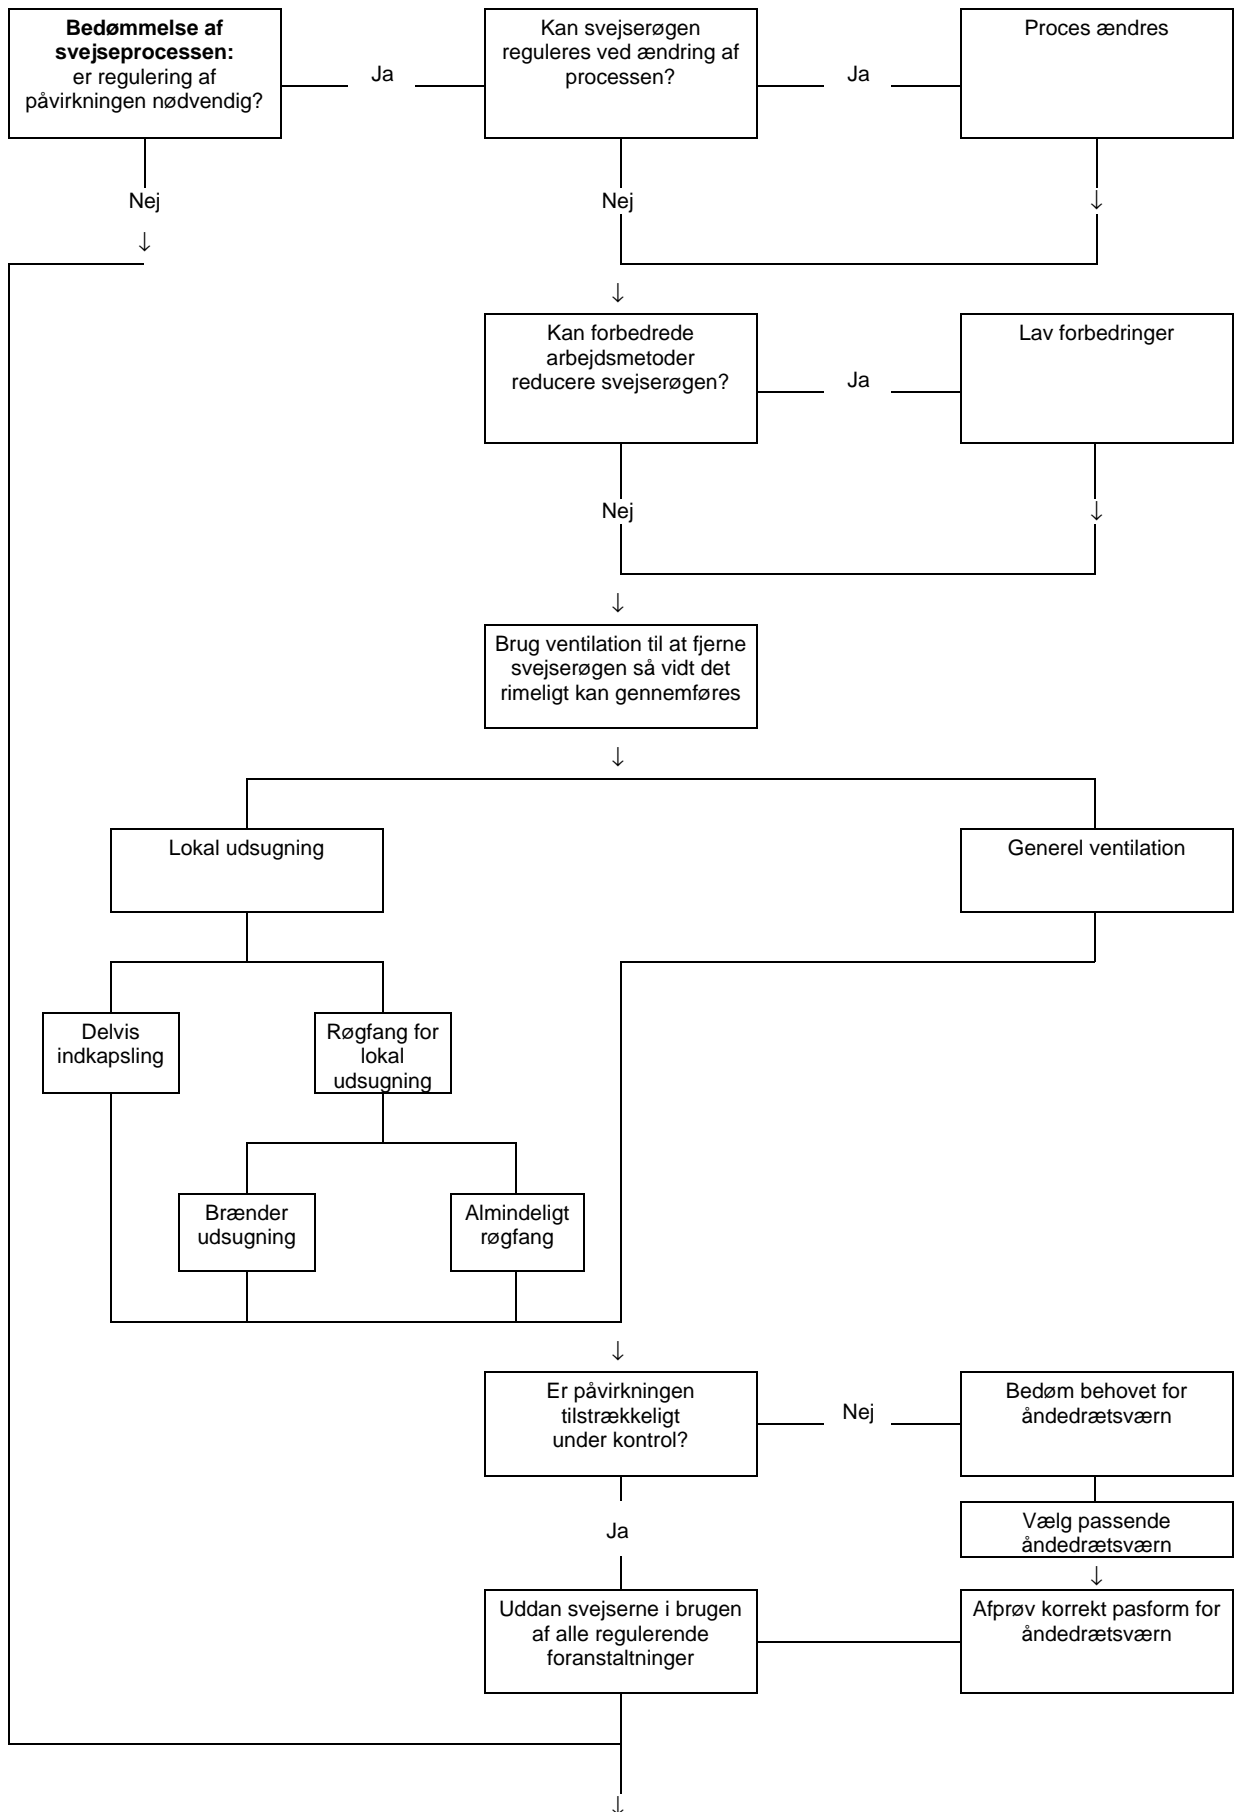 Bedømmelse af
svejseprocessen:
er regulering af
påvirkningen nødvendig?
Ja
Kan svejserøgen
reguleres ved ændring af
processen?
Ja
Proces ændres
Nej
↓
Nej
↓
↓
Kan forbedrede
arbejdsmetoder
reducere svejserøgen?
Ja
Lav forbedringer
Nej
↓
↓
Brug ventilation til at fjerne
svejserøgen så vidt det
rimeligt kan gennemføres
↓
Lokal udsugning
Generel ventilation
Delvis
indkapsling
Røgfang for
lokal
udsugning
Brænder
udsugning
Almindeligt
røgfang
↓
Er påvirkningen
tilstrækkeligt
under kontrol?
Nej
Bedøm behovet for
åndedrætsværn
Ja
Vælg passende
åndedrætsværn
↓
Uddan svejserne i brugen
af alle regulerende
foranstaltninger
Afprøv korrekt pasform for
åndedrætsværn
↓